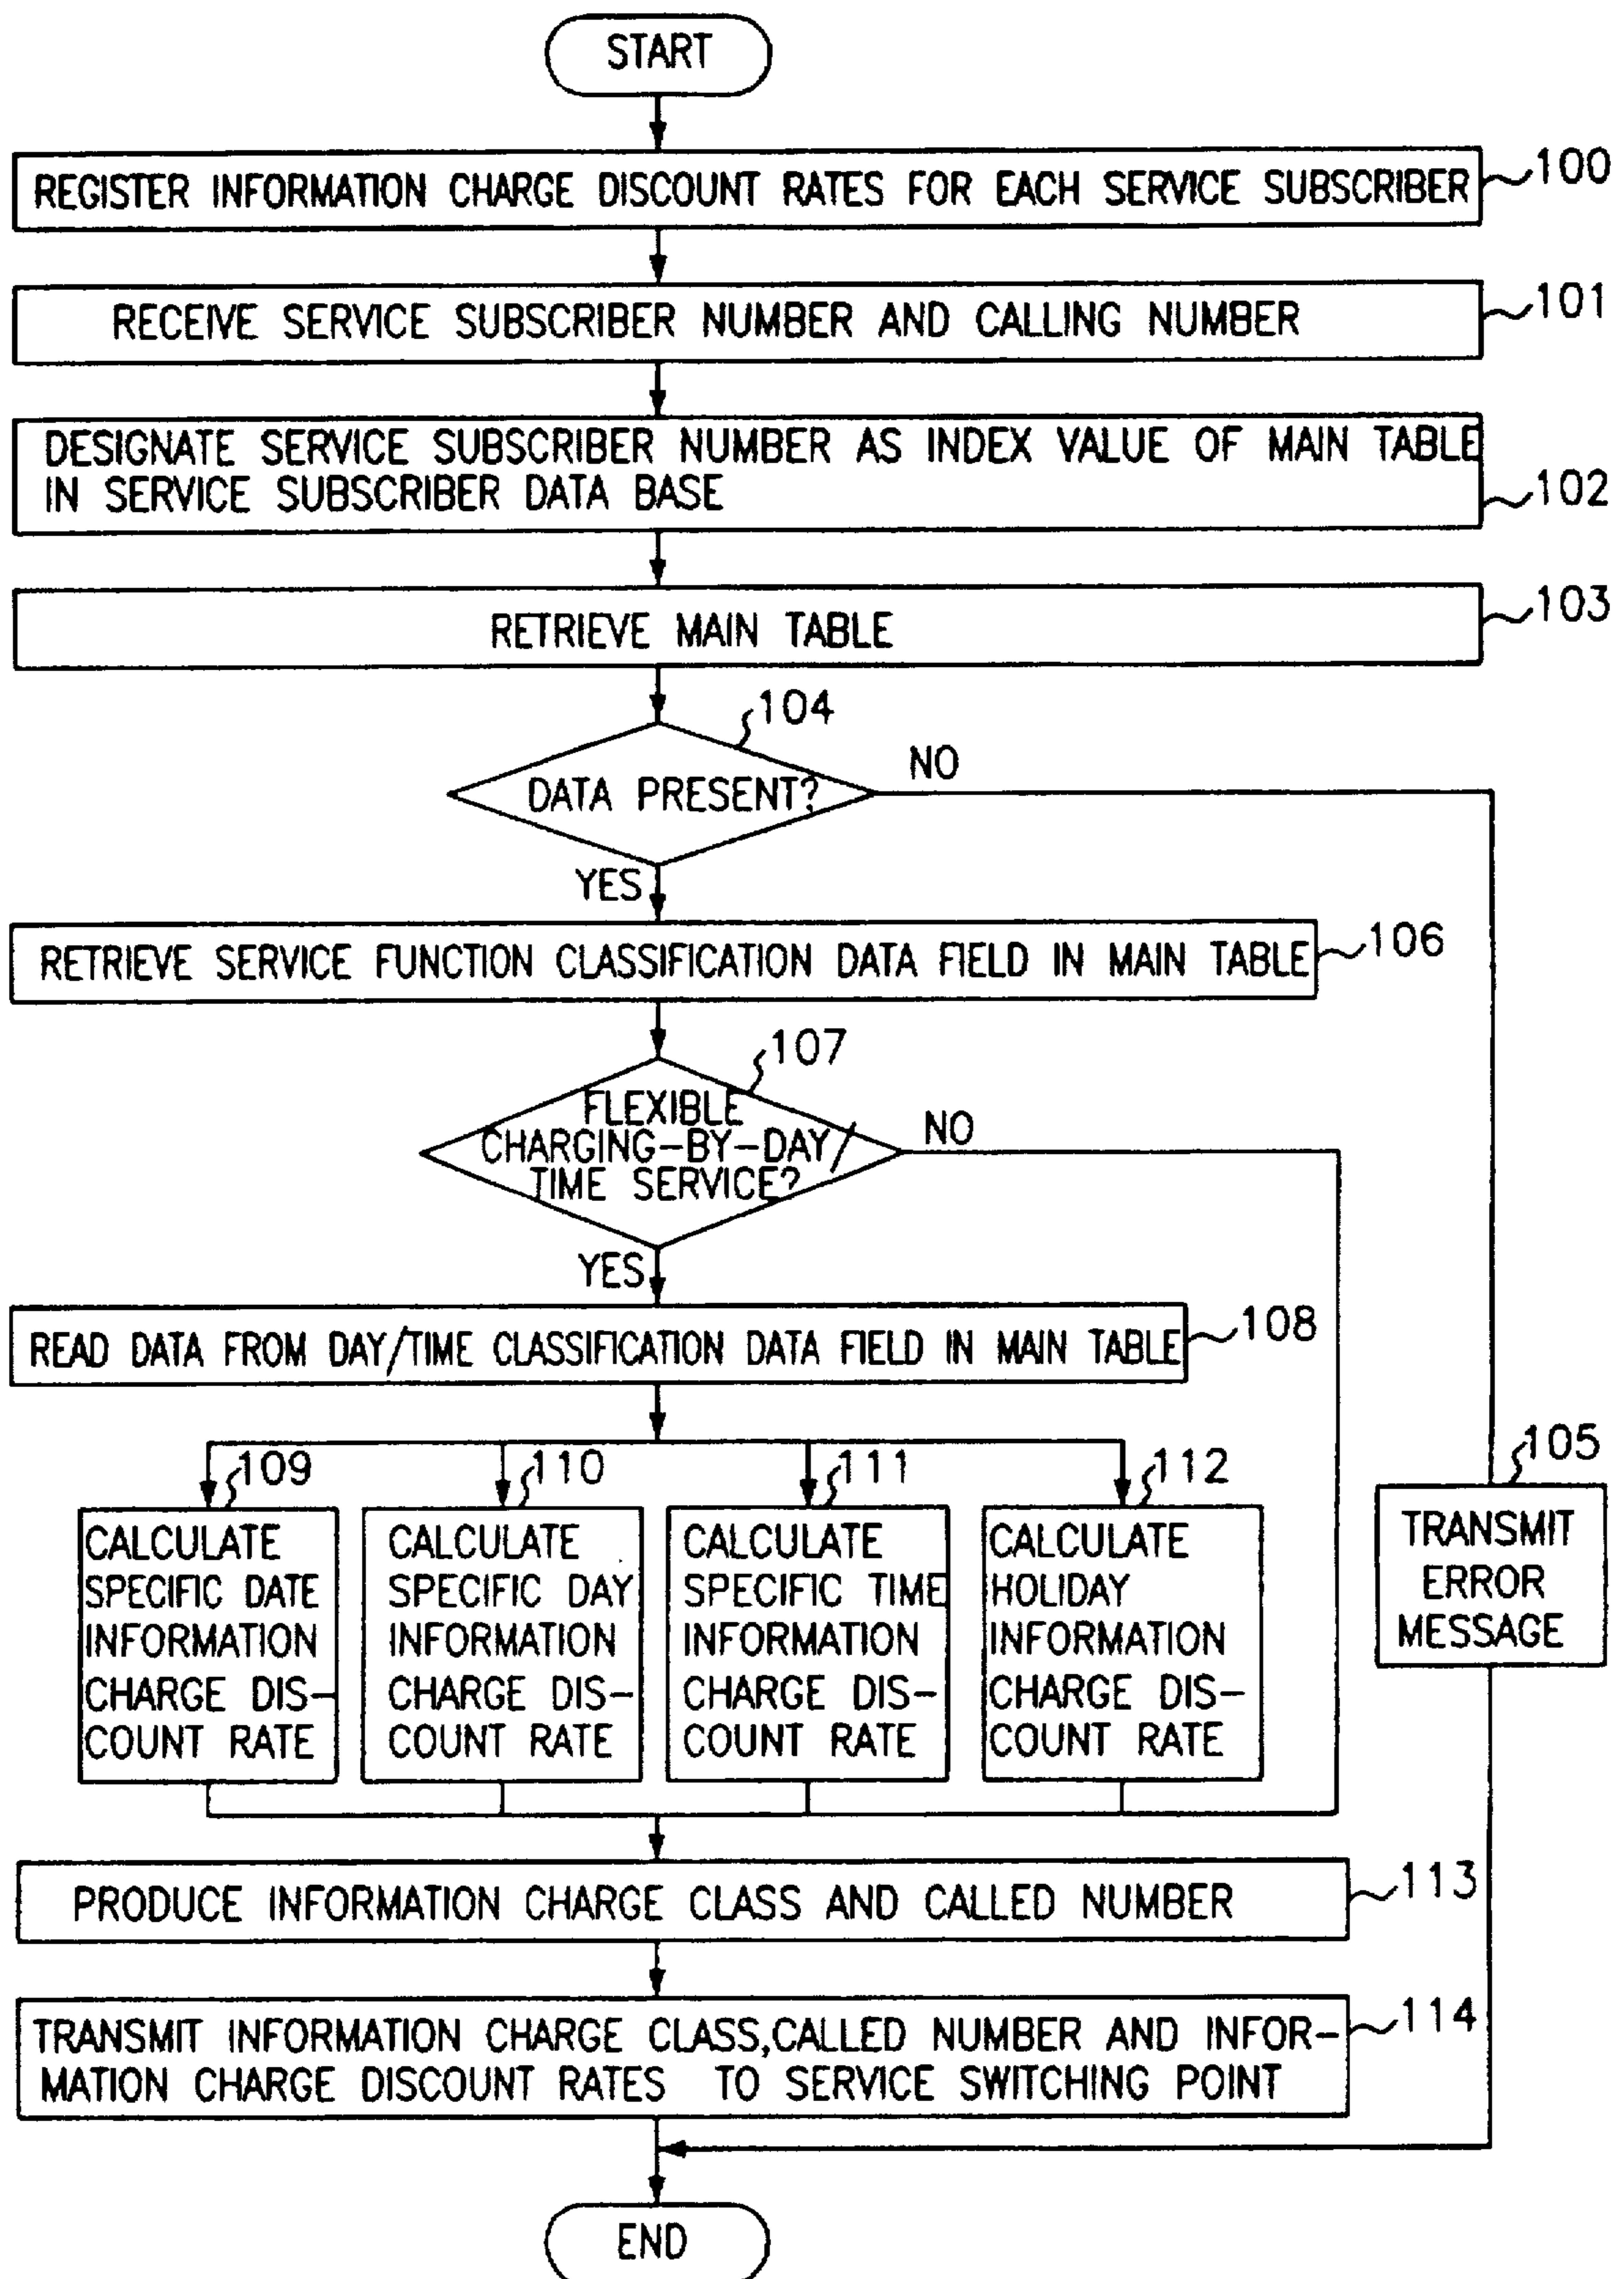 START
REGISTER INFORMATION CHARGE DISCOUNT RATES FOR EACH SERVICE SUBSCRIBER
100
RECEIVE SERVICE SUBSCRIBER NUMBER AND CALLING NUMBER
101
DESIGNATE SERVICE SUBSCRIBER NUMBER AS INDEX VALUE OF MAIN TABLE
IN SERVICE SUBSCRIBER DATA BASE
102
RETRIEVE MAIN TABLE
103
104
DATA PRESENT?
NO
YES
RETRIEVE SERVICE FUNCTION CLASSIFICATION DATA FIELD IN MAIN TABLE
106
107
FLEXIBLE
CHARGING-BY-DAY/
TIME SERVICE?
NO
YES
READ DATA FROM DAY/TIME CLASSIFICATION DATA FIELD IN MAIN TABLE
108
109
CALCULATE
SPECIFIC DATE
INFORMATION
CHARGE DIS-
COUNT RATE
110
CALCULATE
SPECIFIC DAY
INFORMATION
CHARGE DIS-
COUNT RATE
111
CALCULATE
SPECIFIC TIME
INFORMATION
CHARGE DIS-
COUNT RATE
112
CALCULATE
HOLIDAY
INFORMATION
CHARGE DIS-
COUNT RATE
105
TRANSMIT
ERROR
MESSAGE
PRODUCE INFORMATION CHARGE CLASS AND CALLED NUMBER
113
TRANSMIT INFORMATION CHARGE CLASS,CALLED NUMBER AND INFOR-
MATION CHARGE DISCOUNT RATES TO SERVICE SWITCHING POINT
114
END